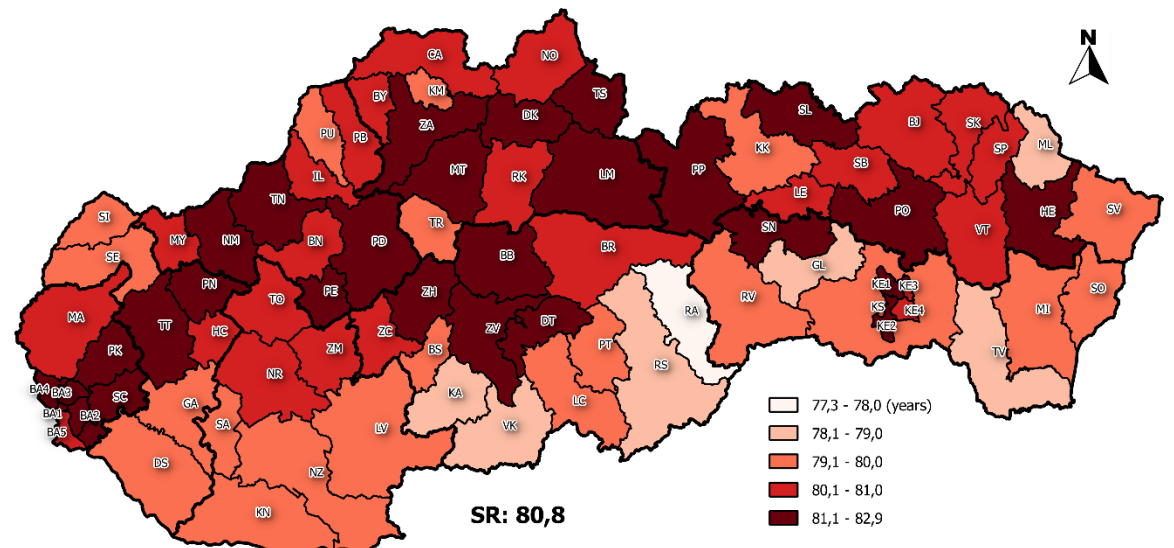 N
CA
NO
BY
KM
TS
SL
DK
PU
PB
ZA
BJ
SK
SP
ML
KK
SB
MT
RK
LM
PP
IL
LE
TN
PO
HE
SV
SI
TR
SN
VT
MY
NM
BN
PD
BR
SE
BB
GL
PN
PE
ZH
KE1
KE3
SO
TO
RV
MA
TT
RA
KS
KE4
MI
HC
ZC
ZV
DT
KE2
ZM
BS
PT
TV
PK
RS
NR
BA4
BA3
SC
KA
GA
LC
BA1
BA2
SA
LV
VK
BA5
DS
NZ
KN
SR: 80,8
77,3 - 78,0 (years)
78,1 - 79,0
79,1 - 80,0
80,1 - 81,0
81,1 - 82,9